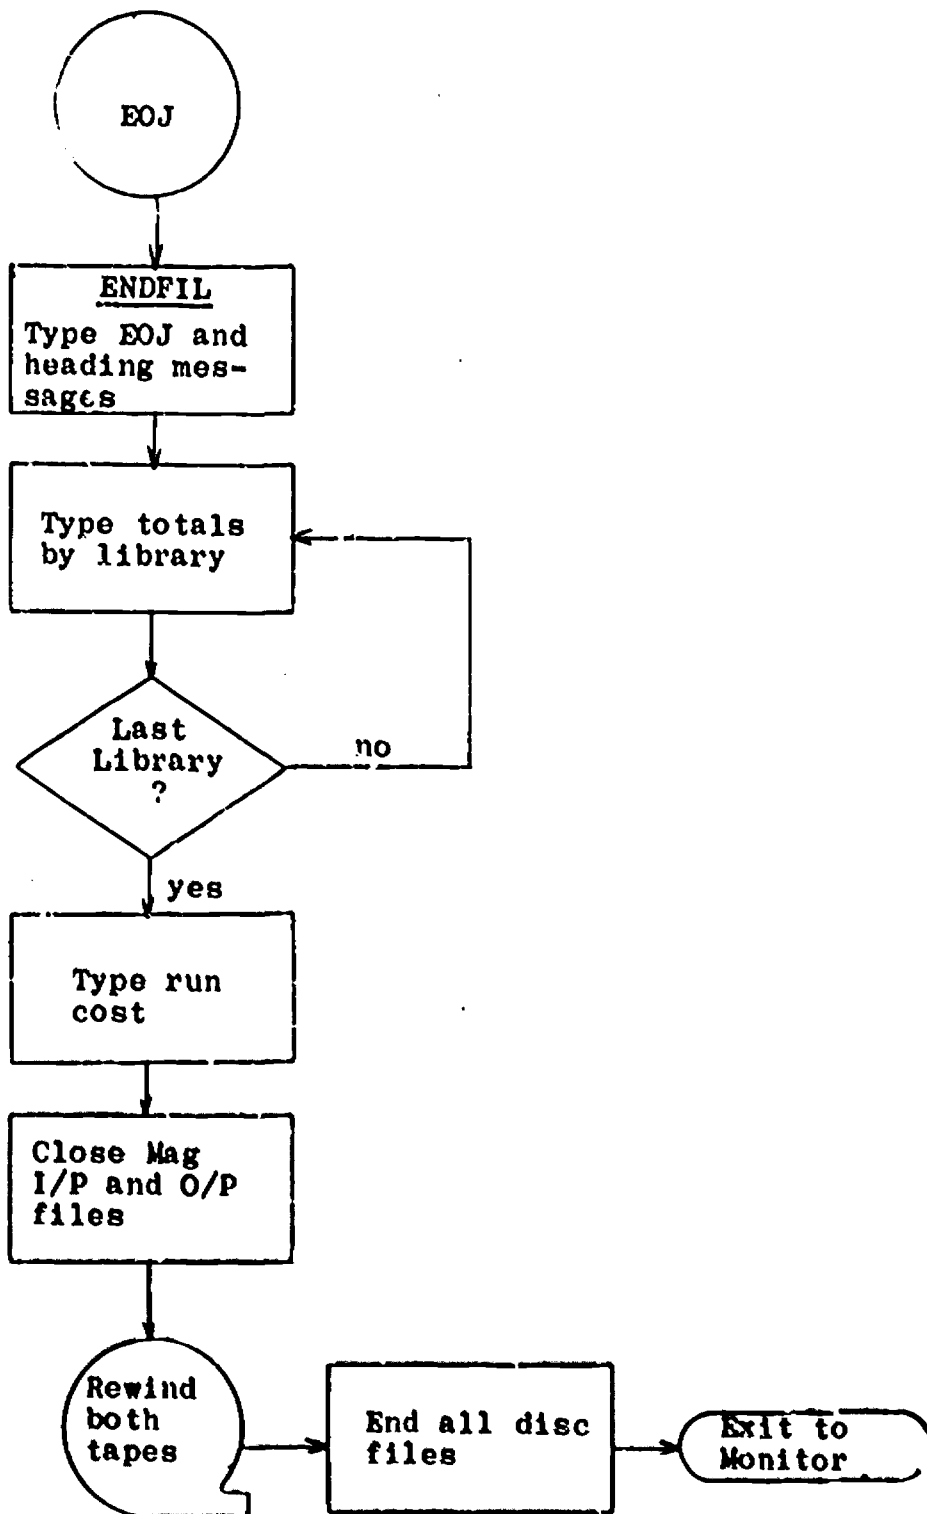 EOJ
ENDFIL
Type EOJ and
heading mes-
sages
Type totals
by library
Last
Library
?
no
yes
Type run
cost
Close Mag
I/P and O/P
files
Rewind
both
tapes
End all disc
files
Exit to
Monitor